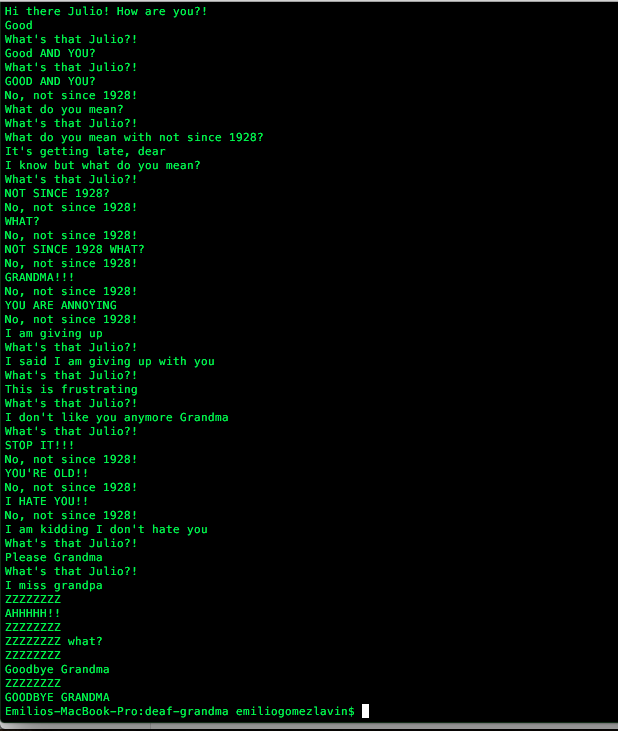 Hi there Julio! How are you?!
Good
What's that Julio?!
Good AND YOU?
What's that Julio?!
GOOD AND YOU?
No, not since 1928!
What do you mean?
What's that Julio?!
What do you mean with not since 1928?
It's getting late, dear
I know but what do you mean?
What's that Julio?!
NOT SINCE 1928?
No, not since 1928!
WHAT?
No, not since 1928!
NOT SINCE 1928 WHAT?
No, not since 1928!
GRANDMA!!!
No, not since 1928!
YOU ARE ANNOYING
No, not since 1928!
I am giving up
What's that Julio?!
I said I am giving up with you
What's that Julio?!
This is frustrating
What's that Julio?!
I don't like you anymore Grandma
What's that Julio?!
STOP IT!!!
No, not since 1928!
YOU'RE OLD!!
No, not since 1928!
I HATE YOU!!
No, not since 1928!
I am kidding I don't hate you
What's that Julio?!
Please Grandma
What's that Julio?!
I miss grandpa
ZZZZZZZZ
AHHHHH!!
ZZZZZZZZ
ZZZZZZZZ what?
ZZZZZZZZ
Goodbye Grandma
ZZZZZZZZ
GOODBYE GRANDMA
Emilios-MacBook-Pro:deaf-grandma emiliogomezlavin$